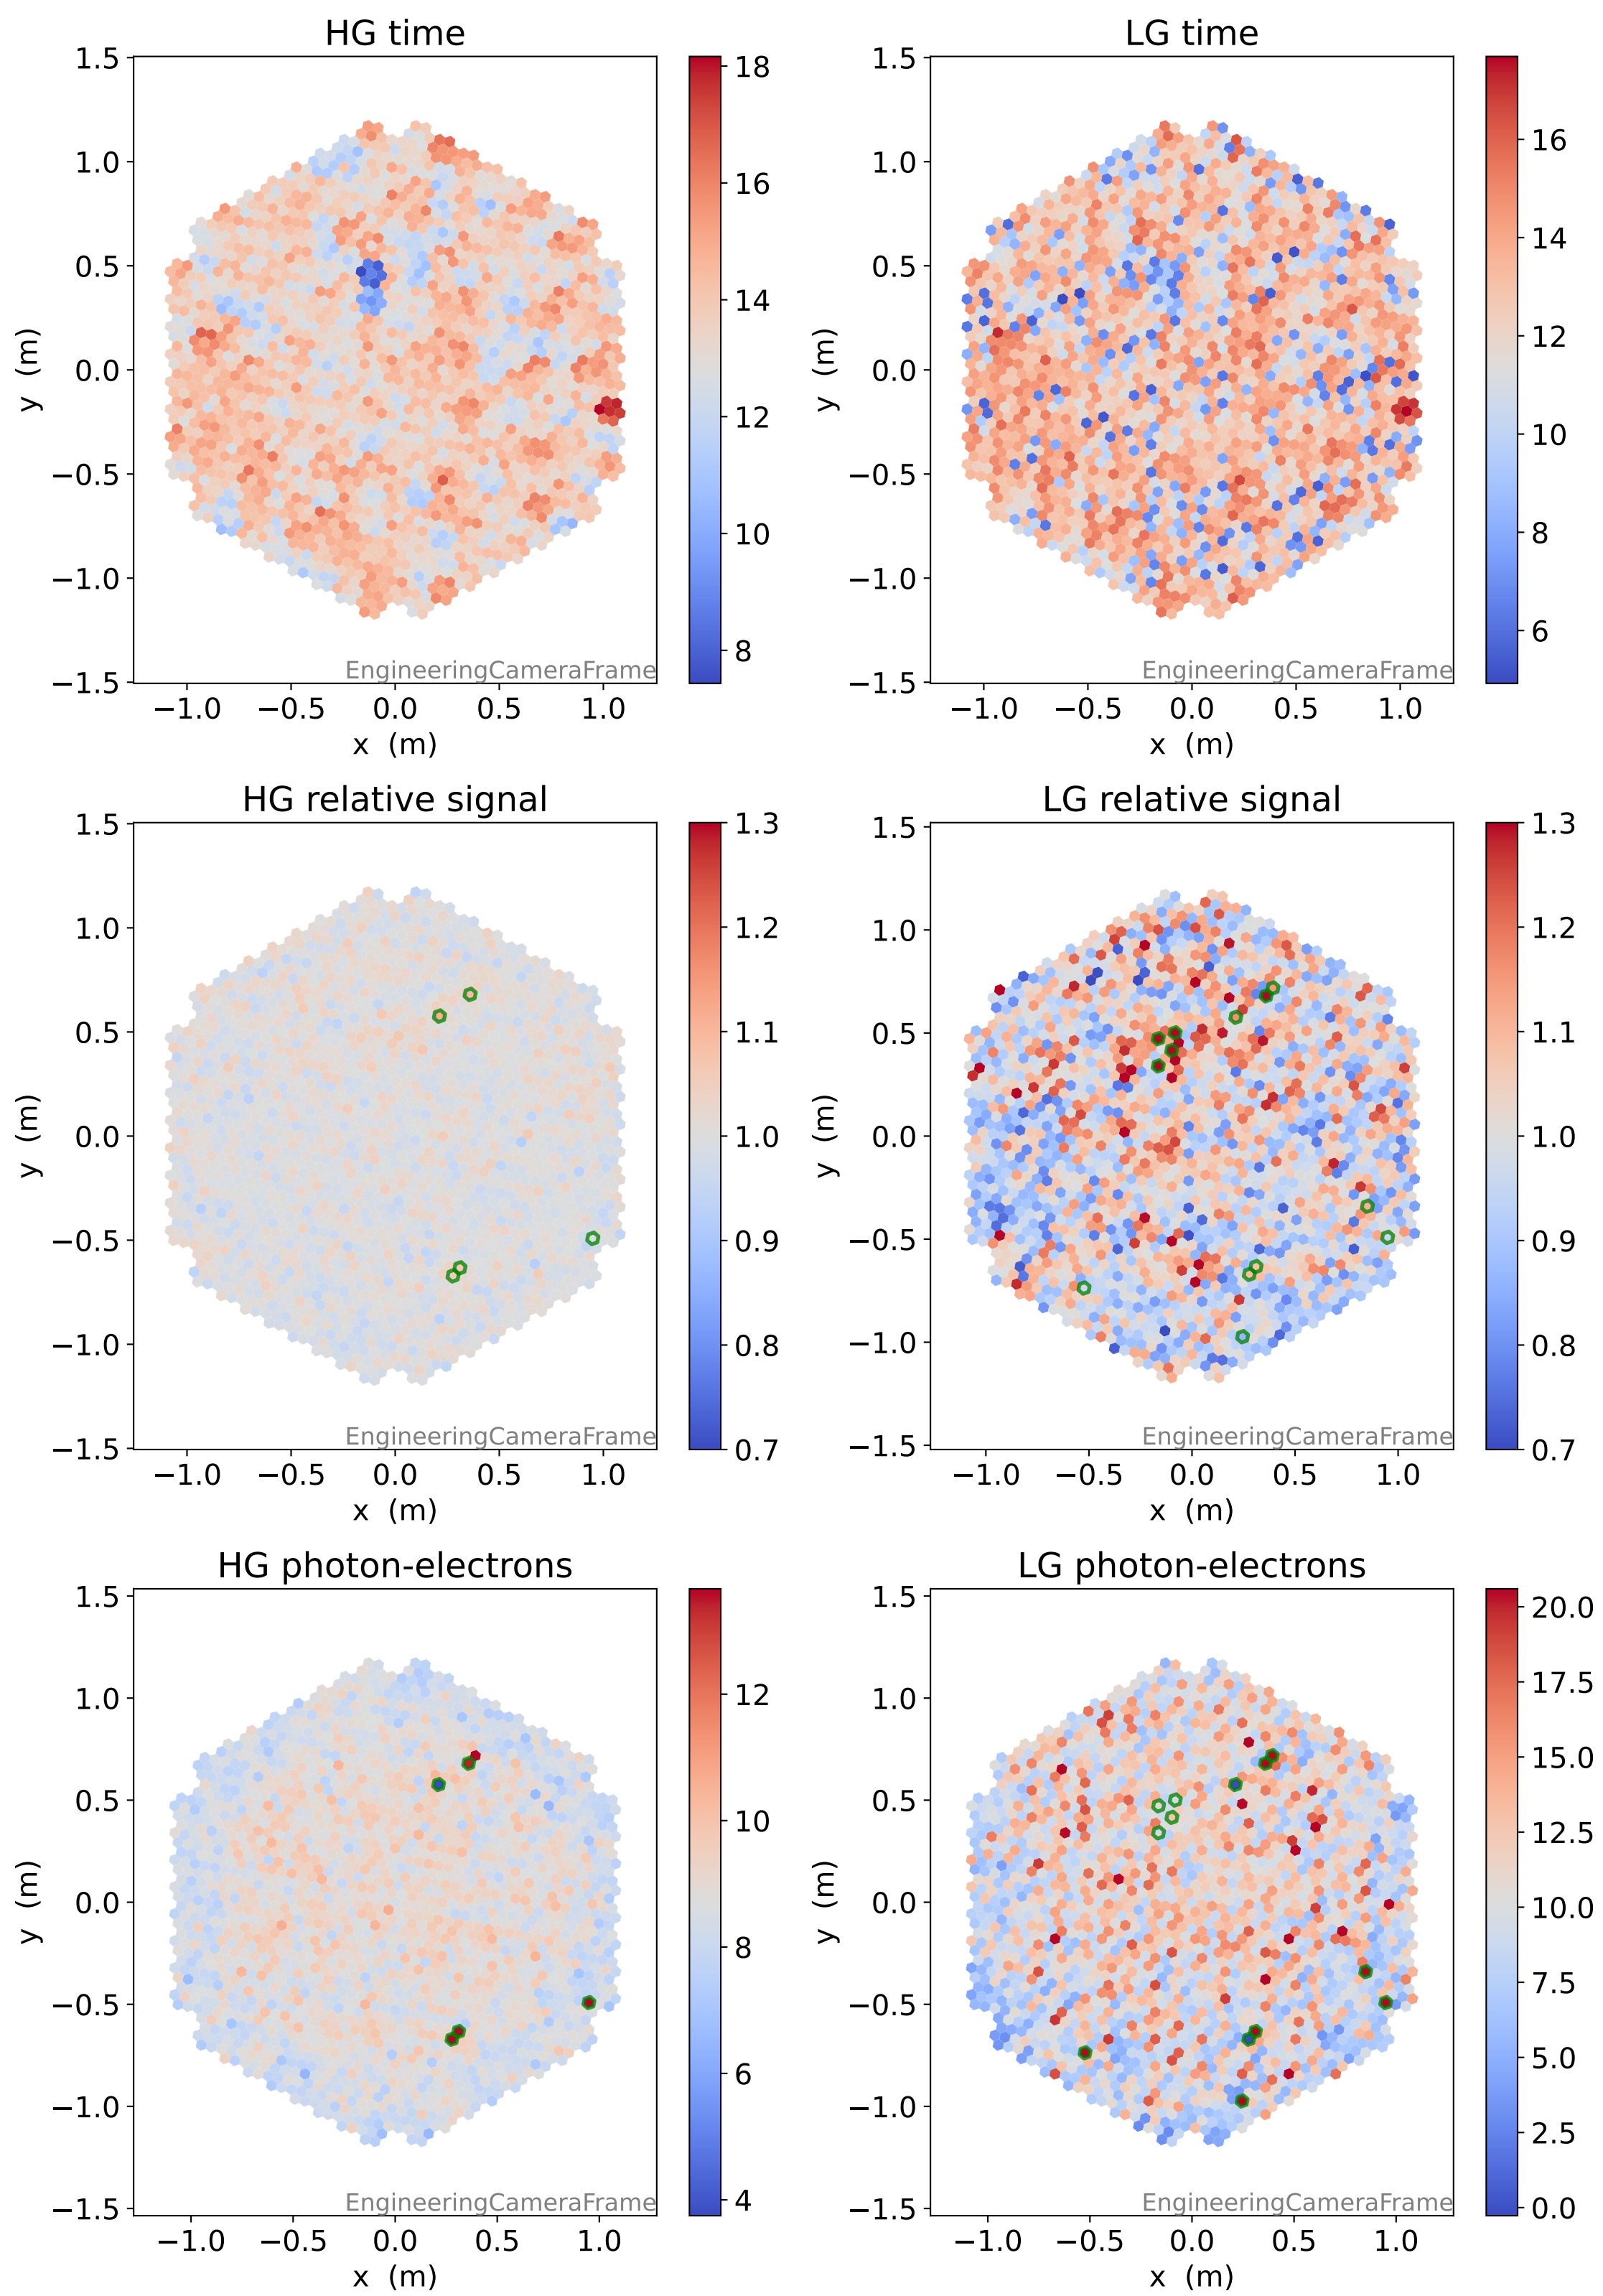 HG time
1.5
1.0
0.5
0.0
−0.5
−1.0
−1.5
y (m)
−1.0 −0.5 0.0 0.5 1.0
x (m)
EngineeringCameraFrame
18
16
14
12
10
8
LG time
1.5
1.0
0.5
0.0
−0.5
−1.0
−1.5
y (m)
−1.0 −0.5 0.0 0.5 1.0
x (m)
EngineeringCameraFrame
16
14
12
10
8
6
HG relative signal
1.5
1.0
0.5
0.0
−0.5
−1.0
−1.5
y (m)
−1.0 −0.5 0.0 0.5 1.0
x (m)
EngineeringCameraFrame
1.3
1.2
1.1
1.0
0.9
0.8
0.7
LG relative signal
1.5
1.0
0.5
0.0
−0.5
−1.0
−1.5
y (m)
−1.0 −0.5 0.0 0.5 1.0
x (m)
EngineeringCameraFrame
1.3
1.2
1.1
1.0
0.9
0.8
0.7
HG photon-electrons
1.5
1.0
0.5
0.0
−0.5
−1.0
−1.5
y (m)
−1.0 −0.5 0.0 0.5 1.0
x (m)
EngineeringCameraFrame
12
10
8
6
4
LG photon-electrons
1.5
1.0
0.5
0.0
−0.5
−1.0
−1.5
y (m)
−1.0 −0.5 0.0 0.5 1.0
x (m)
EngineeringCameraFrame
20.0
17.5
15.0
12.5
10.0
7.5
5.0
2.5
0.0